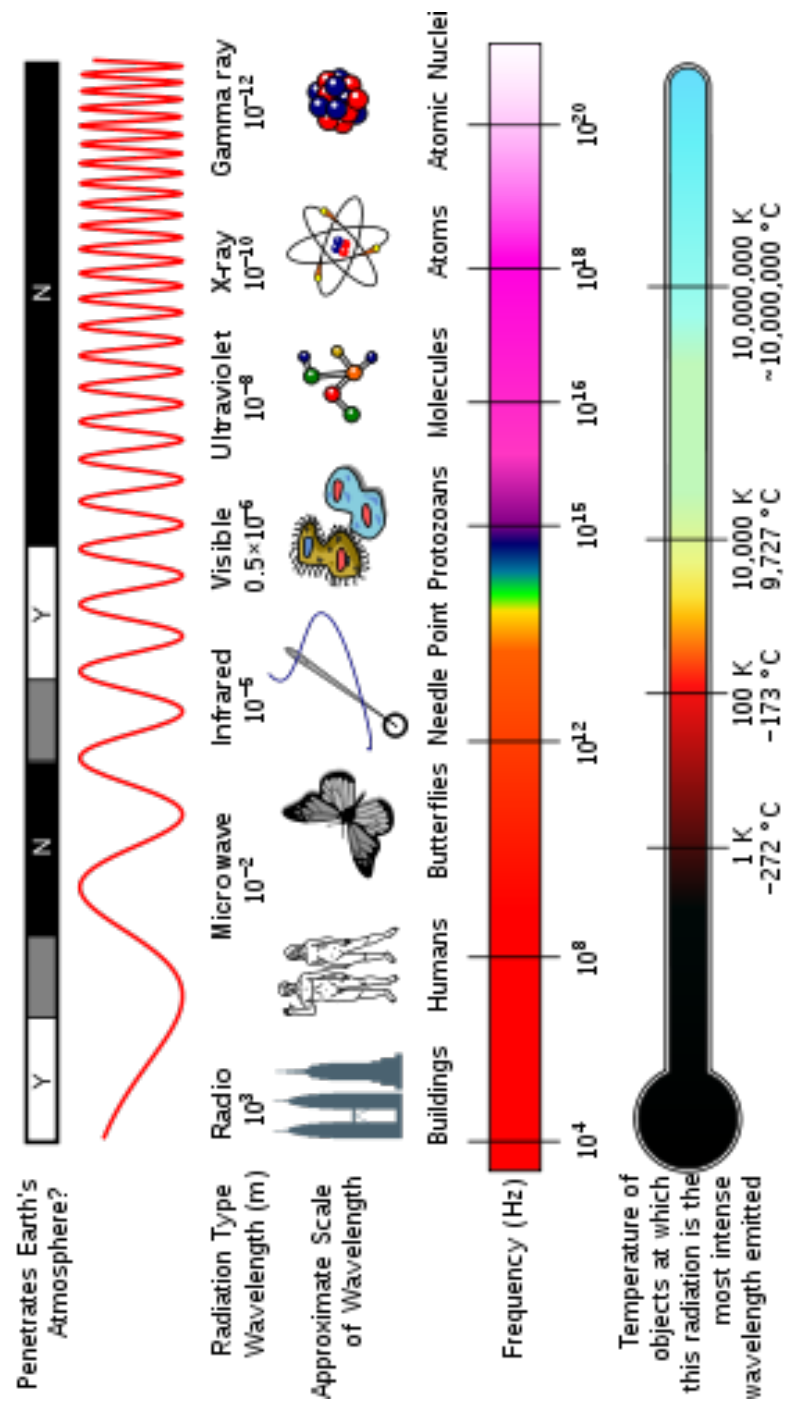 Penetrates Earth's
Atmosphere?
Y
N
Y
N
Radiation Type
Wavelength (m)
Radio
10³
Microwave
10⁻²
Infrared
10⁻⁵
Visible
0.5×10⁻⁶
Ultraviolet
10⁻⁸
X-ray
10⁻¹⁰
Gamma ray
10⁻¹²
Approximate Scale
of Wavelength
Buildings
Humans
Butterflies
Needle Point
Protozoans
Molecules
Atoms
Atomic Nuclei
Frequency (Hz)
10⁴
10⁸
10¹²
10¹⁵
10¹⁶
10¹⁸
10²⁰
Temperature of
objects at which
this radiation is the
most intense
wavelength emitted
1 K
−272 °C
100 K
−173 °C
10,000 K
9,727 °C
10,000,000 K
~10,000,000 °C